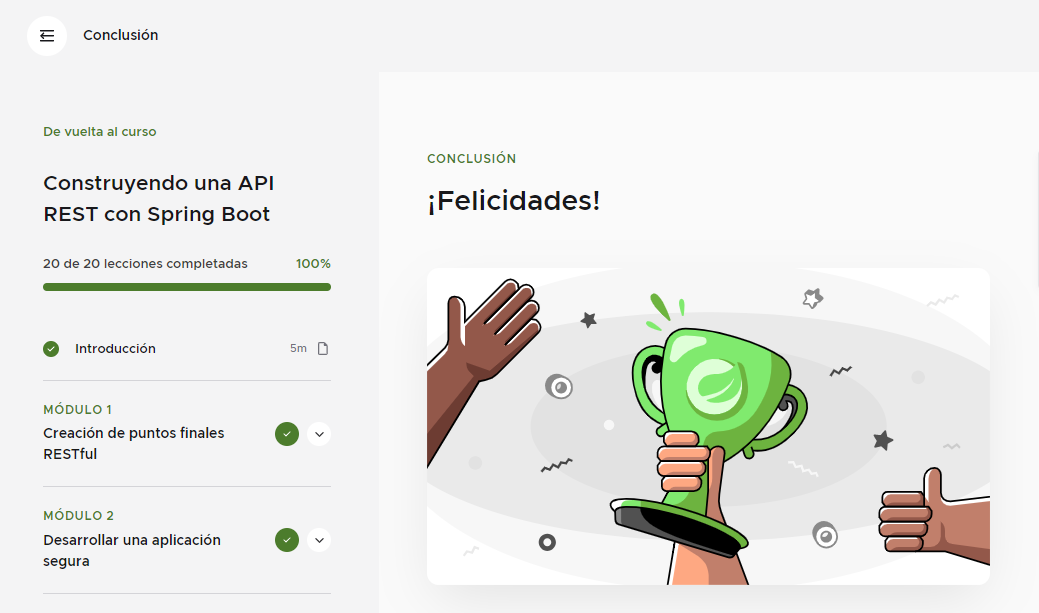 Conclusión
De vuelta al curso
Construyendo una API
REST con Spring Boot
20 de 20 lecciones completadas 100%
Introducción 5m
MÓDULO 1
Creación de puntos finales
RESTful
MÓDULO 2
Desarrollar una aplicación
segura
CONCLUSIÓN
¡Felicidades!